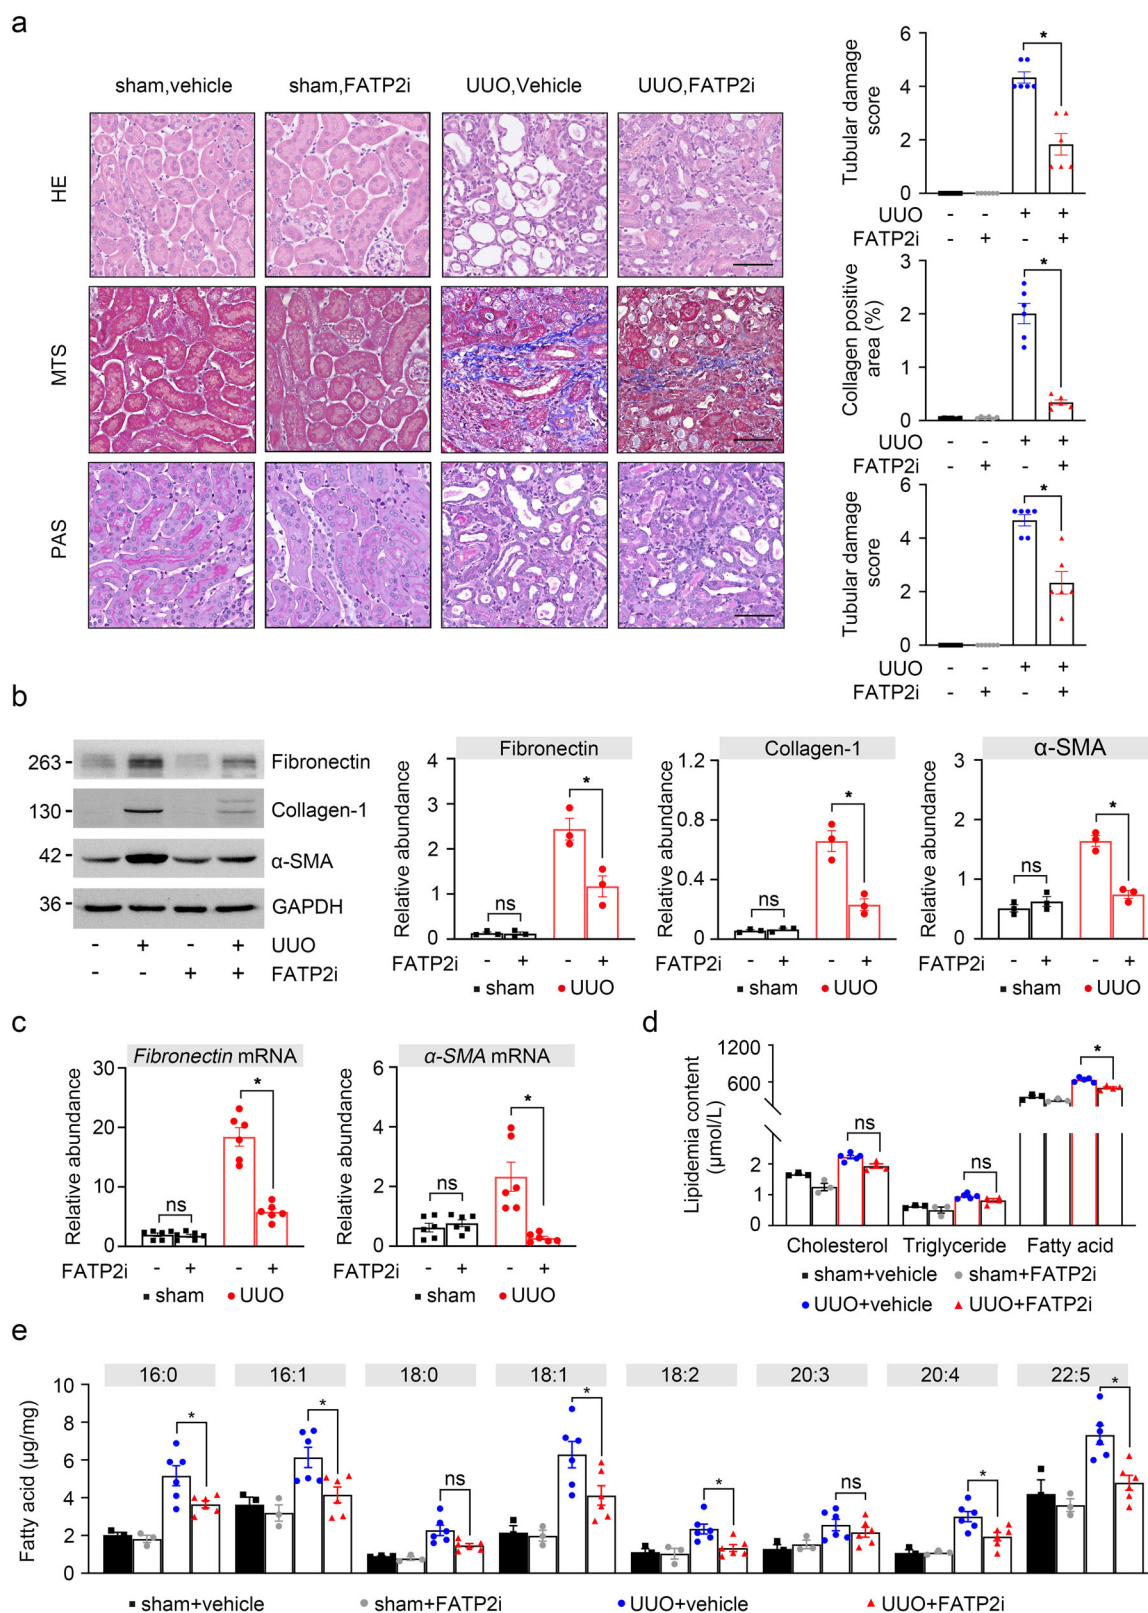 a
sham,vehicle
sham,FATP2i
UUO,Vehicle
UUO,FATP2i
HE
MTS
PAS
Tubular damage
score
6
4
2
0
*
UUO - - + +
FATP2i - + - +
Collagen positive
area (%)
3
2
1
0
*
UUO - - + +
FATP2i - + - +
Tubular damage
score
6
4
2
0
*
UUO - - + +
FATP2i - + - +
b
263 Fibronectin
130 Collagen-1
42 α-SMA
36 GAPDH
- + - + UUO
- - + + FATP2i
Fibronectin
Relative abundance
4
3
2
1
0
ns
*
FATP2i - + - +
sham UUO
Collagen-1
Relative abundance
1.2
0.9
0.6
0.4
0
ns
*
FATP2i - + - +
sham UUO
α-SMA
Relative abundance
3
2
1
0
ns
*
FATP2i - + - +
sham UUO
c
Fibronectin mRNA
Relative abundance
30
20
10
0
ns
*
FATP2i - + - +
sham UUO
α-SMA mRNA
Relative abundance
6
4
2
0
ns
*
FATP2i - + - +
sham UUO
d
Lipidemia content
(μmol/L)
1200
600
2
1
0
ns
ns
*
Cholesterol Triglyceride Fatty acid
sham+vehicle sham+FATP2i
UUO+vehicle UUO+FATP2i
e
16:0 16:1 18:0 18:1 18:2 20:3 20:4 22:5
Fatty acid (μg/mg)
10
8
6
4
2
0
* * ns * * ns * *
sham+vehicle sham+FATP2i UUO+vehicle UUO+FATP2i